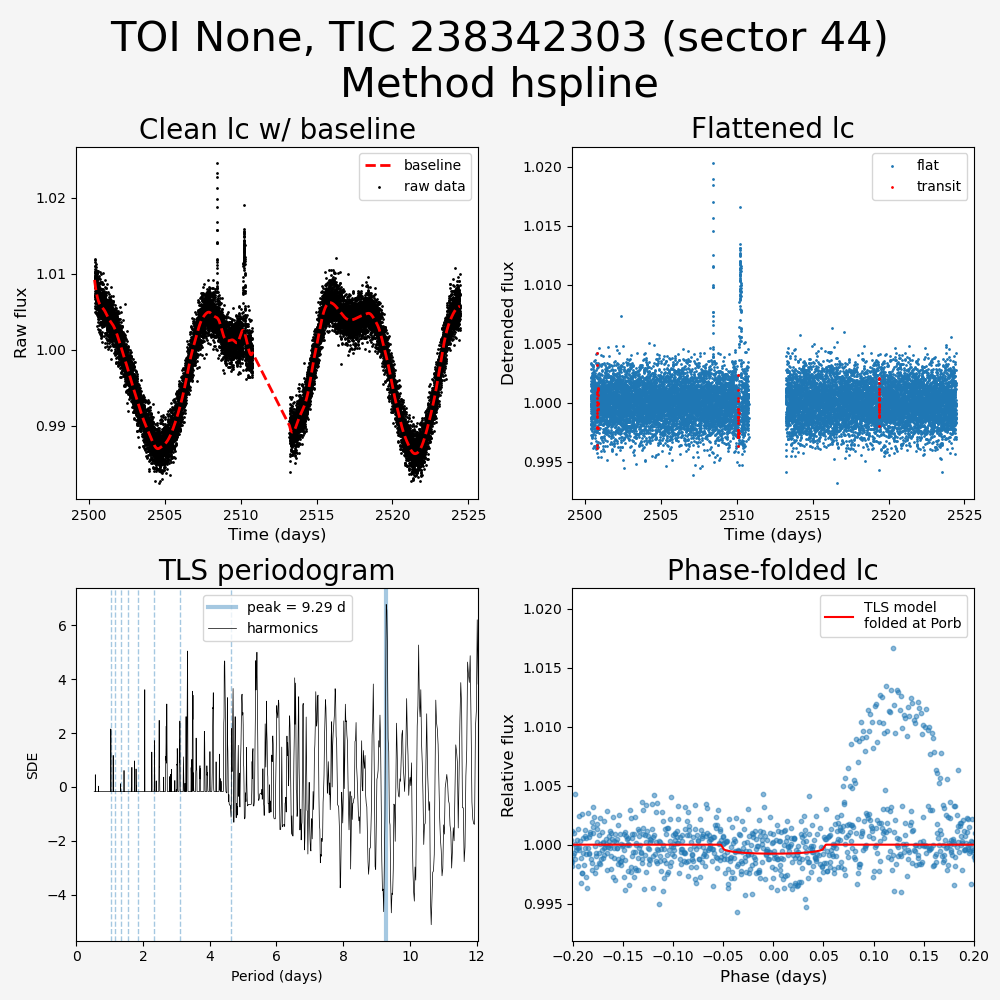 TOI None, TIC 238342303 (sector 44)
Method hspline
Clean lc w/ baseline
Flattened lc
baseline
raw data
flat
transit
Raw flux
1.02
1.01
1.00
0.99
2500
2505
2510
2515
2520
2525
Time (days)
Detrended flux
1.020
1.015
1.010
1.005
1.000
0.995
2500
2505
2510
2515
2520
2525
Time (days)
TLS periodogram
Phase-folded lc
peak = 9.29 d
harmonics
TLS model
folded at Porb
SDE
6
4
2
0
−2
−4
0
2
4
6
8
10
12
Period (days)
Relative flux
1.020
1.015
1.010
1.005
1.000
0.995
−0.20
−0.15
−0.10
−0.05
0.00
0.05
0.10
0.15
0.20
Phase (days)